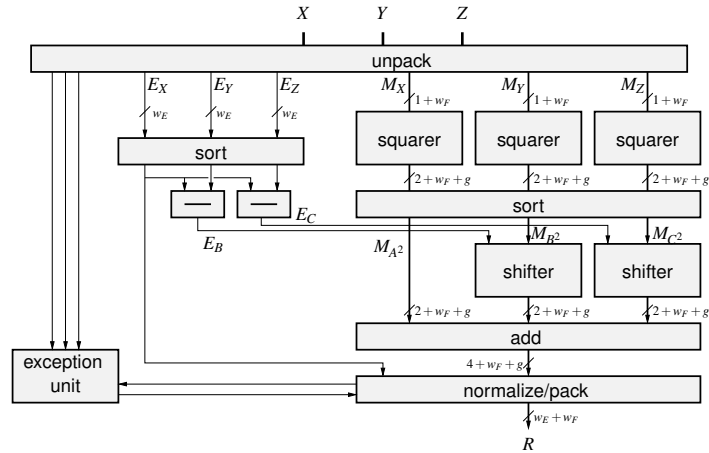 X Y Z
unpack
E_X E_Y E_Z M_X M_Y M_Z
w_E w_E w_E 1+w_F 1+w_F 1+w_F
squarer squarer squarer
sort
2+w_F+g 2+w_F+g 2+w_F+g
sort
E_C
E_B M_{A^2} M_{B^2} M_{C^2}
shifter shifter
2+w_F+g 2+w_F+g 2+w_F+g
add
exception
unit
4+w_F+g
normalize/pack
w_E+w_F
R